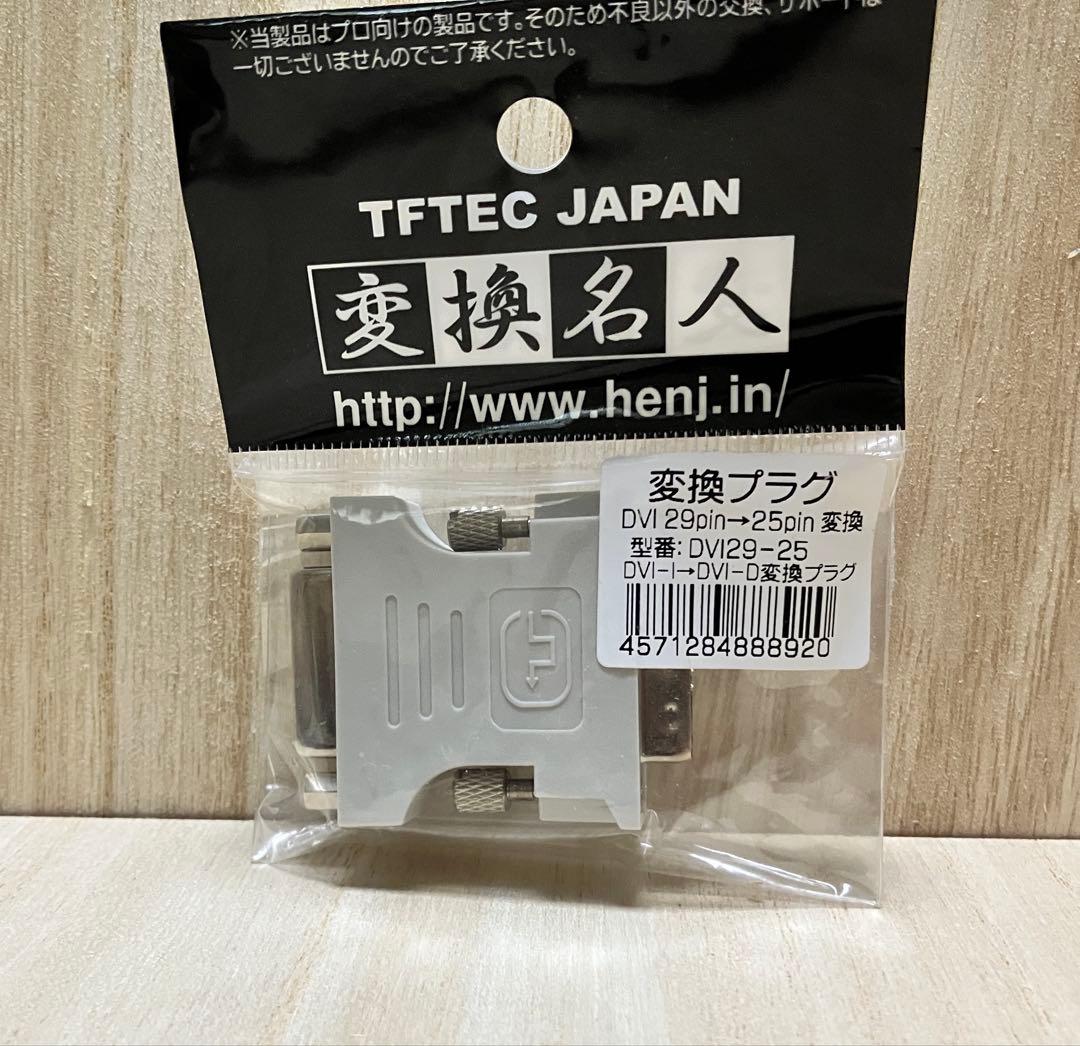 ※当製品はプロ向けの製品です。そのため不良以外の交換、サポートは
一切ございませんのでご了承ください。
TFTEC JAPAN
変換名人
http://www.henj.in/
変換プラグ
DVI 29pin→25pin 変換
型番: DVI29-25
DVI-I→DVI-D変換プラグ
4571284888920